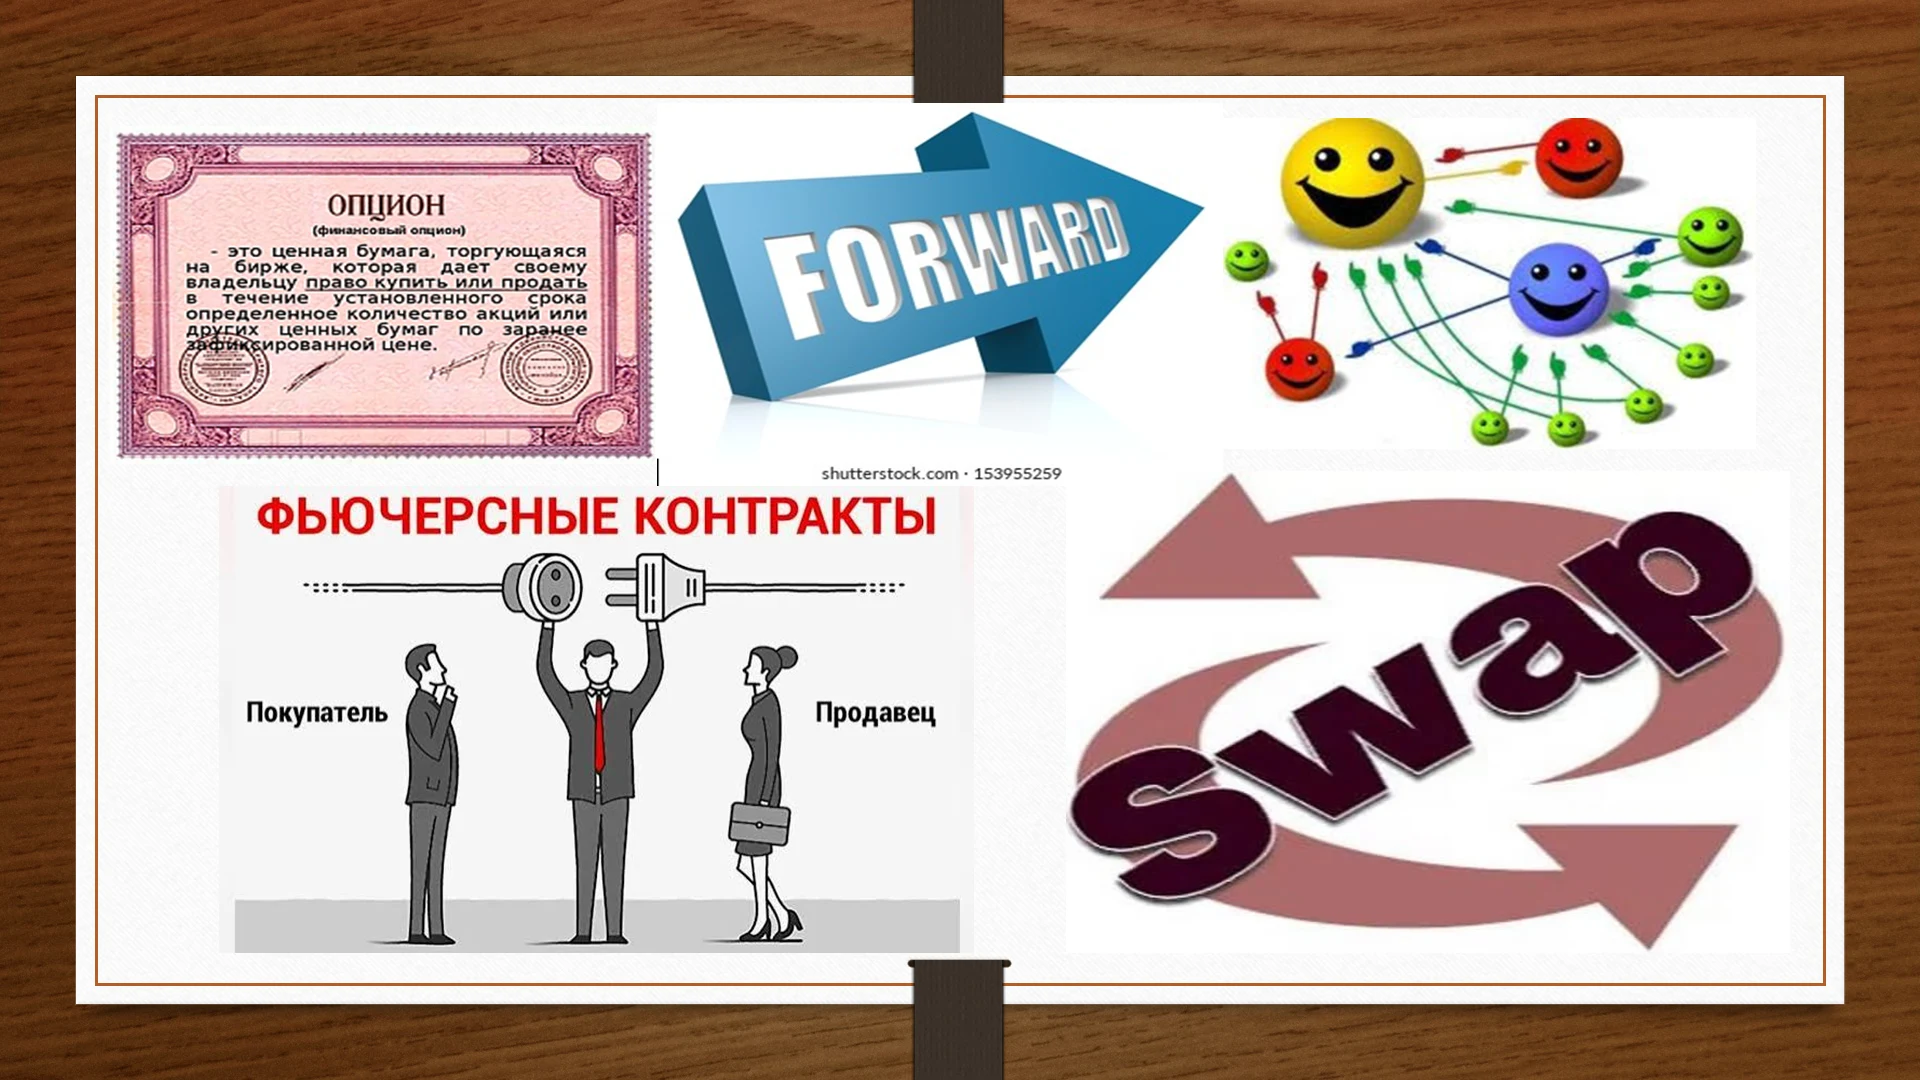 ОПЦИОН
(финансовый опцион)
- это ценная бумага, торгующаяся
на бирже, которая дает своему
владельцу право купить или продать
в течение установленного срока
определенное количество акций или
других ценных бумаг по заранее
зафиксированной цене.
FORWARD
shutterstock.com · 153955259
ФЬЮЧЕРСНЫЕ КОНТРАКТЫ
Покупатель
Продавец
swap